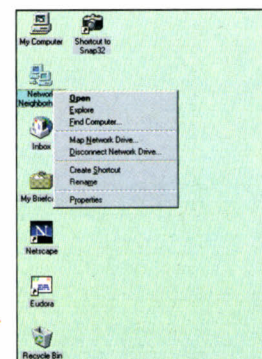 My Computer
Shortcut to
Snap32
Network
Neighborh
Open
Explore
Find Computer...
Inbox
Map Network Drive...
Disconnect Network Drive...
Create Shortcut
Rename
My Briefc
Properties
N
Netscape
Eudora
Recycle Bin